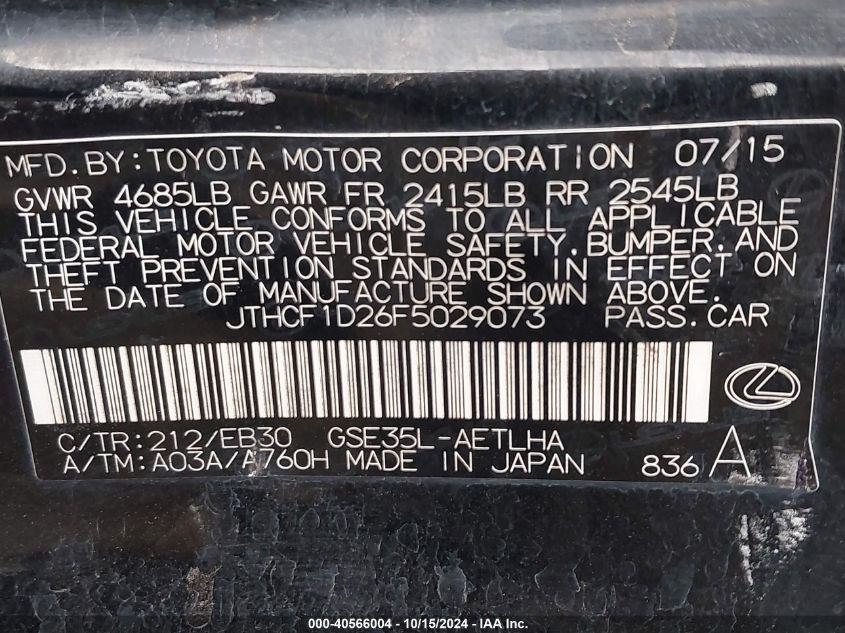 MFD.BY:TOYOTA MOTOR CORPORATION 07/15
GVWR 4685LB GAWR FR 2415LB RR 2545LB
THIS VEHICLE CONFORMS TO ALL APPLICABLE
FEDERAL MOTOR VEHICLE SAFETY,BUMPER,AND
THEFT PREVENTION STANDARDS IN EFFECT ON
THE DATE OF MANUFACTURE SHOWN ABOVE.
JTHCF1D26F5029073 PASS.CAR
C/TR:212/EB30 GSE35L-AETLHA
A/TM:A03A/A760H MADE IN JAPAN 836 A
000-40566004 - 10/15/2024 - IAA Inc.